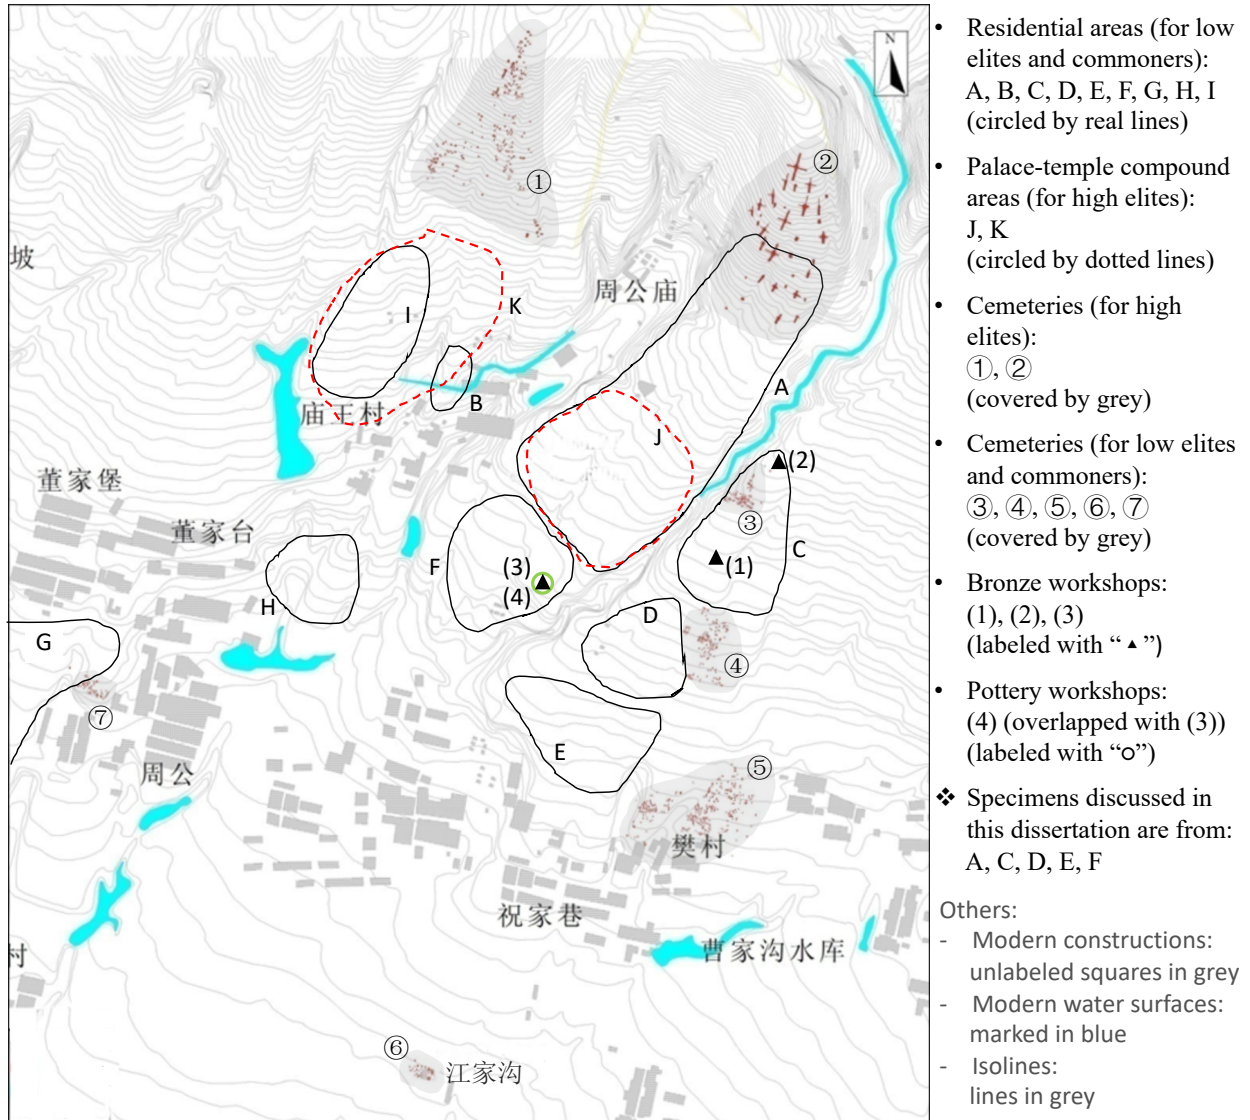 N
①
②
坡
周公庙
K
I
B
A
庙王村
J
(2)
董家堡
③
董家台
C
F
(3)
(1)
(4)
H
D
G
④
⑦
E
⑤
周公
樊村
祝家巷
村
曹家沟水库
⑥
江家沟
• Residential areas (for low
elites and commoners):
A, B, C, D, E, F, G, H, I
(circled by real lines)
• Palace-temple compound
areas (for high elites):
J, K
(circled by dotted lines)
• Cemeteries (for high
elites):
①, ②
(covered by grey)
• Cemeteries (for low elites
and commoners):
③, ④, ⑤, ⑥, ⑦
(covered by grey)
• Bronze workshops:
(1), (2), (3)
(labeled with “▲”)
• Pottery workshops:
(4) (overlapped with (3))
(labeled with “o”)
❖ Specimens discussed in
this dissertation are from:
A, C, D, E, F
Others:
- Modern constructions:
unlabeled squares in grey
- Modern water surfaces:
marked in blue
- Isolines:
lines in grey